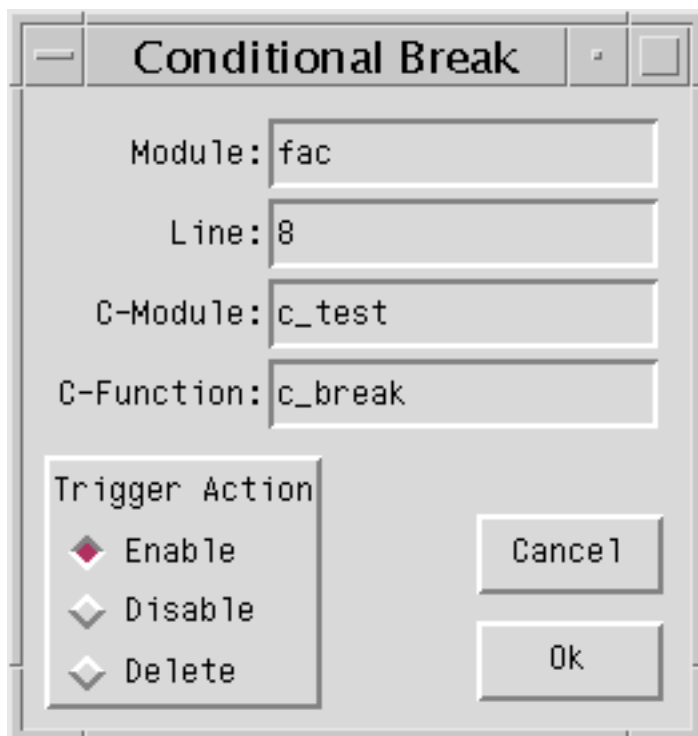 Conditional Break
Module: fac
Line: 8
C-Module: c_test
C-Function: c_break
Trigger Action
Enable
Disable
Delete
Cancel
Ok